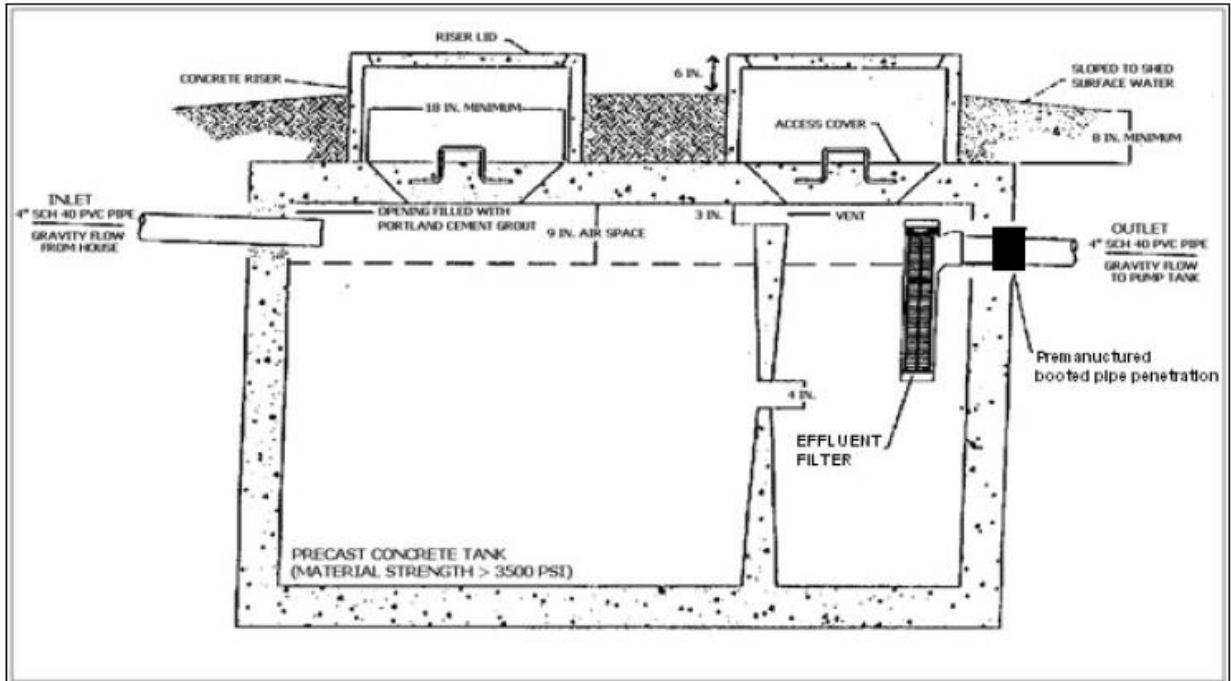 RISER LID
CONCRETE RISER
6 IN.
SLOPED TO SHED
SURFACE WATER
18 IN. MINIMUM
ACCESS COVER
8 IN. MINIMUM
INLET
4" SCH 40 PVC PIPE
GRAVITY FLOW
FROM HOUSE
OPENING FILLED WITH
PORTLAND CEMENT GROUT
9 IN. AIR SPACE
3 IN.
VENT
OUTLET
4" SCH 40 PVC PIPE
GRAVITY FLOW
TO PUMP TANK
Premanuctured
booted pipe penetration
4 IN.
EFFLUENT
FILTER
PRECAST CONCRETE TANK
(MATERIAL STRENGTH > 3500 PSI)